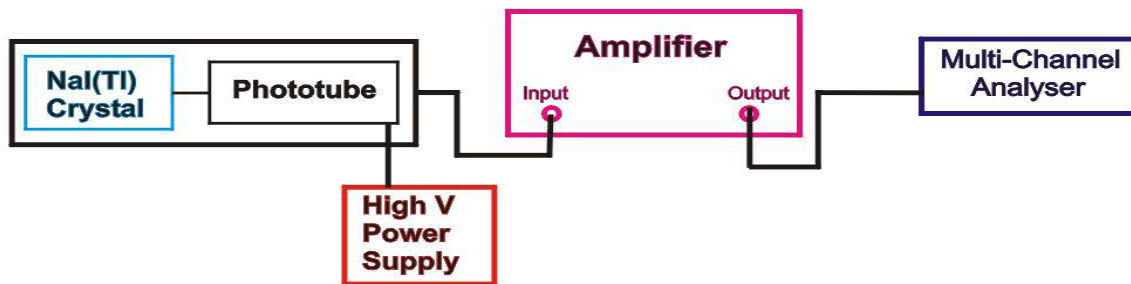 NaI(Tl)
Crystal
Phototube
High V
Power
Supply
Amplifier
Input
Output
Multi-Channel
Analyser